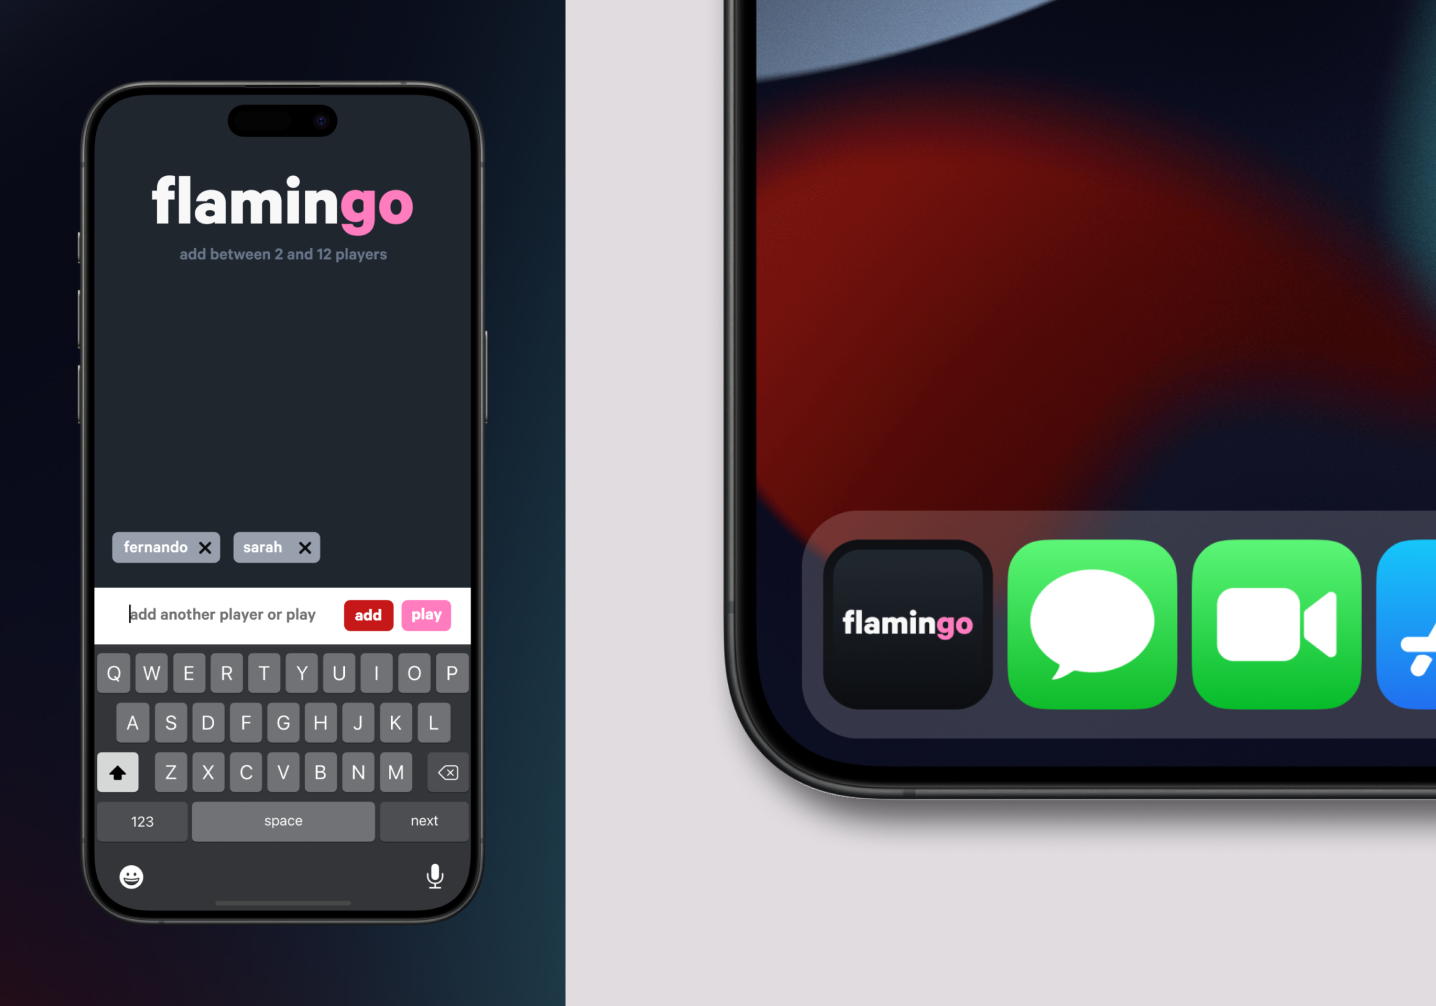 flamingo
add between 2 and 12 players
fernando
sarah
add another player or play
add
play
Q W E R T Y U I O P
A S D F G H J K L
Z X C V B N M
123
space
next
flamingo